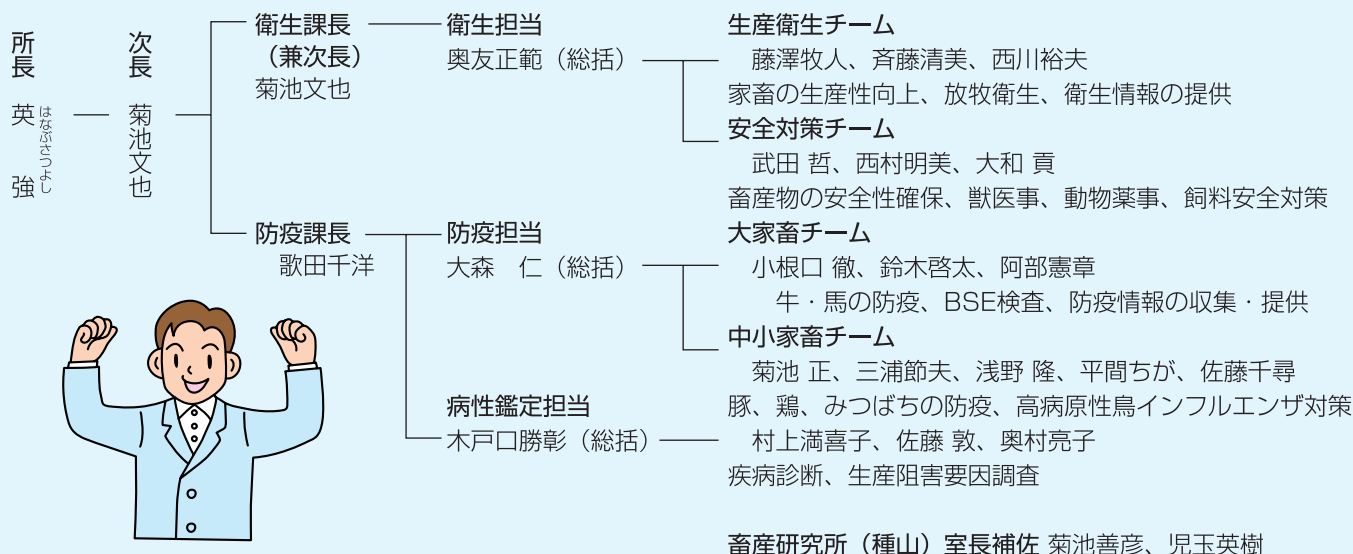 所長
英 強
はなぶさつよし
次長
菊池文也
衛生課長
（兼次長）
菊池文也
衛生担当
奥友正範（総括）
生産衛生チーム
藤澤牧人、斉藤清美、西川裕夫
家畜の生産性向上、放牧衛生、衛生情報の提供
安全対策チーム
武田 哲、西村明美、大和 貢
畜産物の安全性確保、獣医事、動物薬事、飼料安全対策
防疫課長
歌田千洋
防疫担当
大森　仁（総括）
大家畜チーム
小根口 徹、鈴木啓太、阿部憲章
牛・馬の防疫、BSE検査、防疫情報の収集・提供
中小家畜チーム
菊池 正、三浦節夫、浅野 隆、平間ちが、佐藤千尋
豚、鶏、みつばちの防疫、高病原性鳥インフルエンザ対策
病性鑑定担当
木戸口勝彰（総括）
村上満喜子、佐藤 敦、奥村亮子
疾病診断、生産阻害要因調査
畜産研究所（種山）室長補佐 菊池善彦、児玉英樹